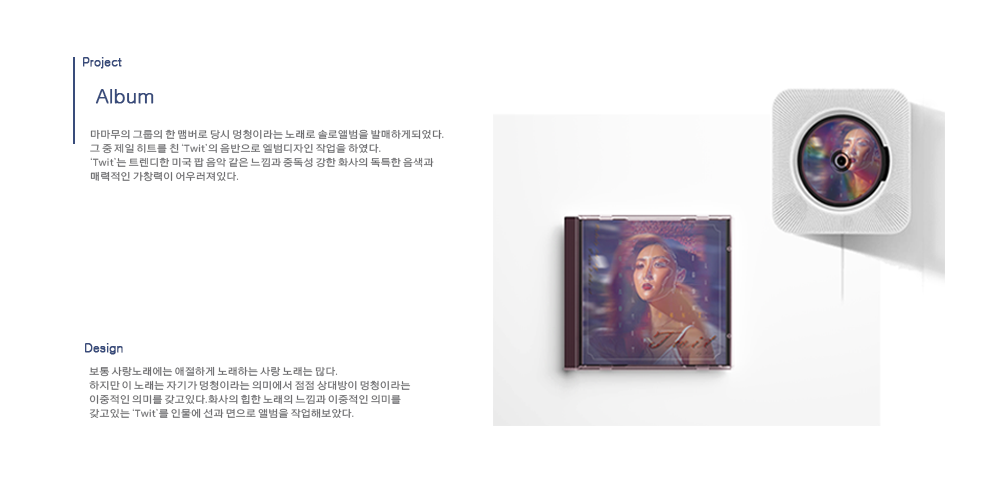 Project
Album
마마무의 그룹의 한 맴버로 당시 멍청이라는 노래로 솔로앨범을 발매하게되었다.
그 중 제일 히트를 친 'Twit'의 음반으로 엘범디자인 작업을 하였다.
'Twit'는 트렌디한 미국 팝 음악 같은 느낌과 중독성 강한 화사의 독특한 음색과
매력적인 가창력이 어우러져있다.
Twit
Design
보통 사랑노래에는 애절하게 노래하는 사랑 노래는 많다.
하지만 이 노래는 자기가 멍청이라는 의미에서 점점 상대방이 멍청이라는
이중적인 의미를 갖고있다.화사의 힙한 노래의 느낌과 이중적인 의미를
갖고있는 'Twit'를 인물에 선과 면으로 앨범을 작업해보았다.